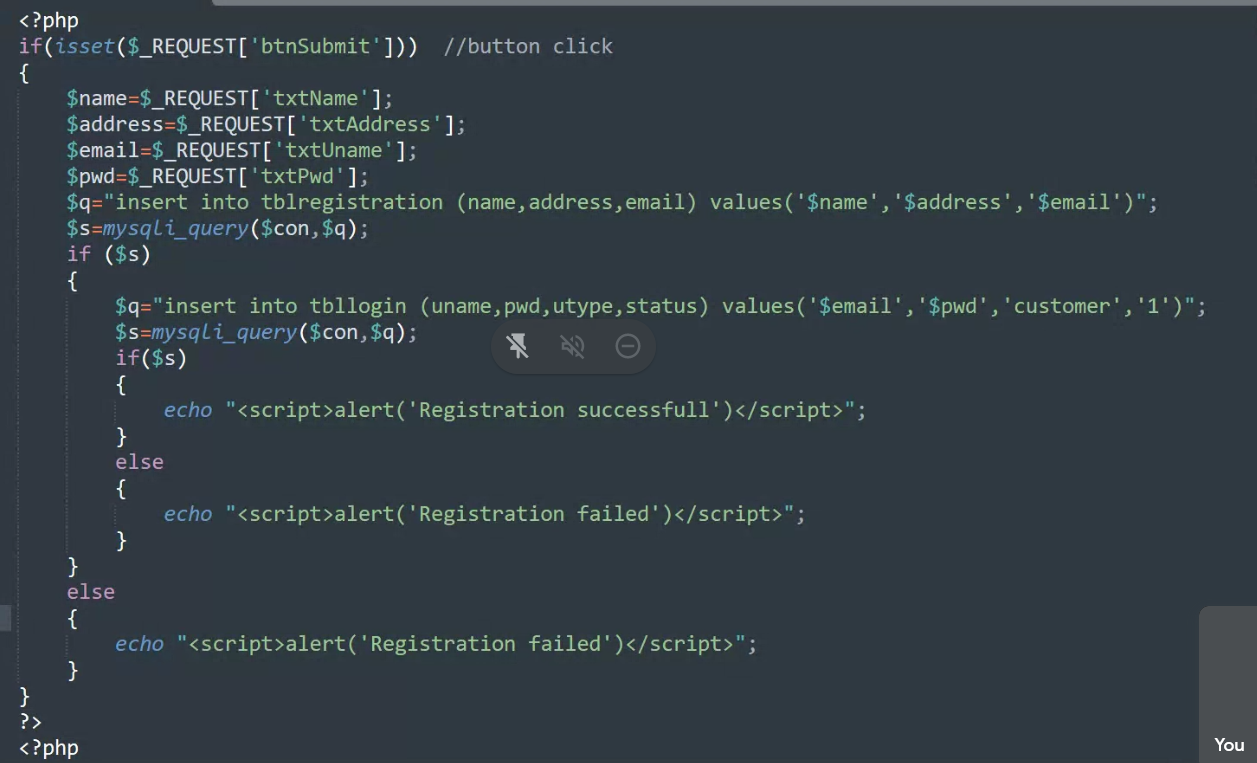 <?php
if(isset($_REQUEST['btnSubmit']))  //button click
{
    $name=$_REQUEST['txtName'];
    $address=$_REQUEST['txtAddress'];
    $email=$_REQUEST['txtUname'];
    $pwd=$_REQUEST['txtPwd'];
    $q="insert into tblregistration (name,address,email) values('$name','$address','$email')";
    $s=mysqli_query($con,$q);
    if ($s)
    {
        $q="insert into tbllogin (uname,pwd,utype,status) values('$email','$pwd','customer','1')";
        $s=mysqli_query($con,$q);
        if($s)
        {
            echo "<script>alert('Registration successfull')</script>";
        }
        else
        {
            echo "<script>alert('Registration failed')</script>";
        }
    }
    else
    {
        echo "<script>alert('Registration failed')</script>";
    }
}
?>
<?php
You